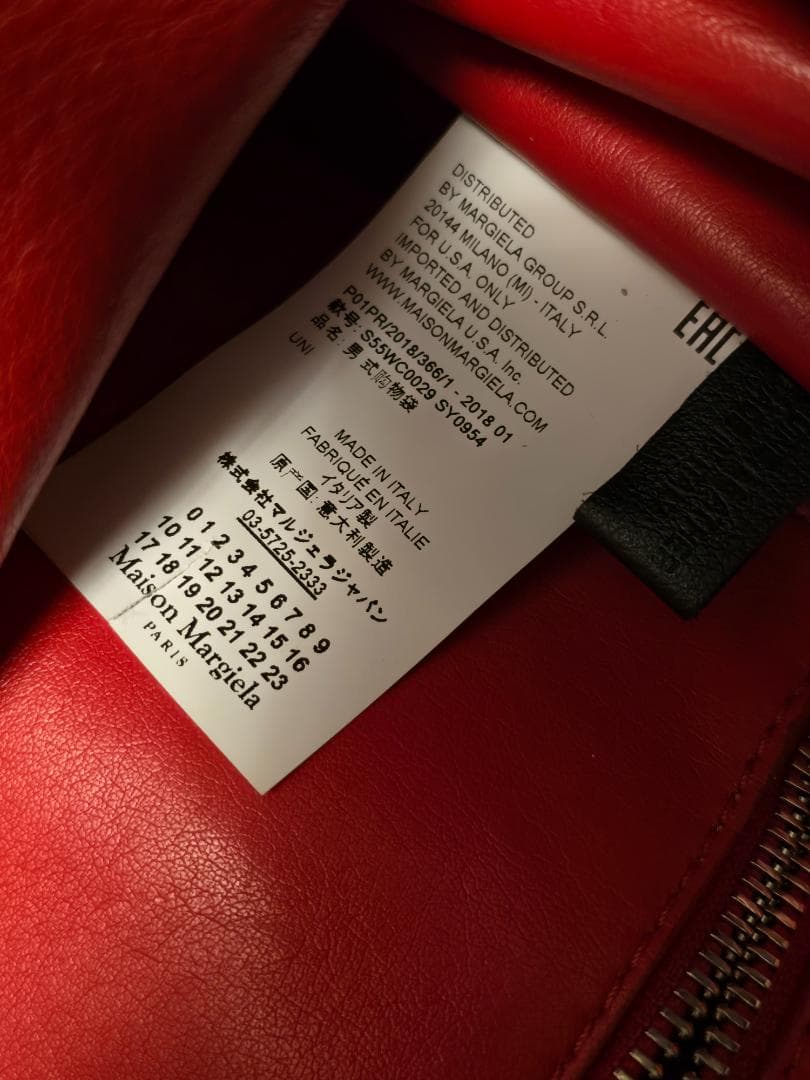 DISTRIBUTED
BY MARGIELA GROUP S.R.L.
20144 MILANO (MI) - ITALY
FOR U.S.A. ONLY
IMPORTED AND DISTRIBUTED
BY MARGIELA U.S.A. Inc.
WWW.MAISONMARGIELA.COM
P01PR/2018/366/1 - 2018 01
款号: S55WC0029 SY0954
品名: 男式购物袋
UNI
MADE IN ITALY
FABRIQUÉ EN ITALIE
イタリア製
原产国: 意大利製造
株式会社マルジェラジャパン
03-5725-2333
0 1 2 3 4 5 6 7 8 9
10 11 12 13 14 15 16
17 18 19 20 21 22 23
Maison Margiela
PARIS
EAC